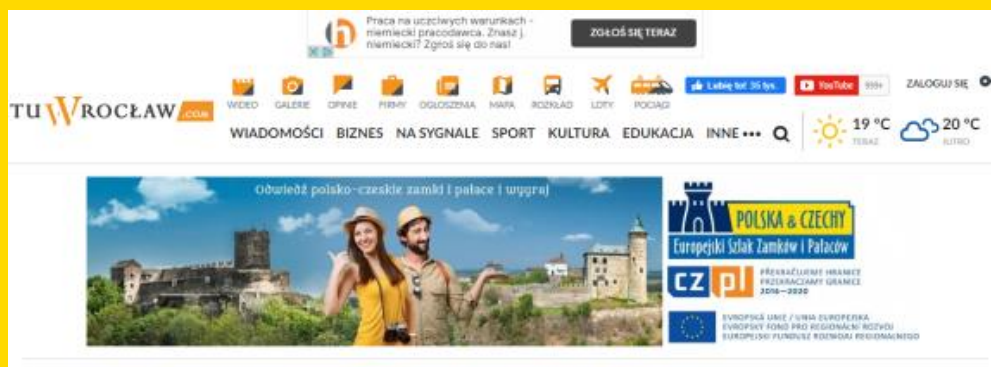 Praca na uczciwych warunkach -
niemiecki pracodawca. Znasz j.
niemiecki? Zgłoś się do nas!
ZGŁOŚ SIĘ TERAZ
TUWROCŁAW.COM
WIDEO GALERIE OPINIE FIRMY OGŁOSZENIA MAPA ROZKŁAD LOTY POCIĄGI
Lubię to! 35 tys.
YouTube 999+
ZALOGUJ SIĘ
WIADOMOŚCI BIZNES NA SYGNALE SPORT KULTURA EDUKACJA INNE •••
19 °C
TERAZ
20 °C
JUTRO
Odwiedź polsko-czeskie zamki i pałace i wygraj
POLSKA & CZECHY
Europejski Szlak Zamków i Pałaców
CZ pl
PŘEKRAČUJEME HRANICE
PRZEKRACZAMY GRANICE
2014—2020
EVROPSKÁ UNIE / UNIA EUROPEJSKA
EVROPSKÝ FOND PRO REGIONÁLNÍ ROZVOJ
EUROPEJSKI FUNDUSZ ROZWOJU REGIONALNEGO